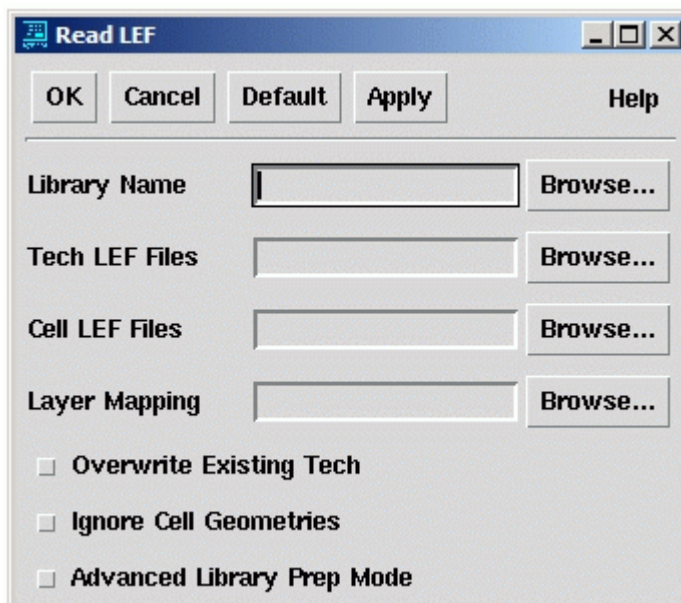 Read LEF
OK Cancel Default Apply Help
Library Name Browse...
Tech LEF Files Browse...
Cell LEF Files Browse...
Layer Mapping Browse...
Overwrite Existing Tech
Ignore Cell Geometries
Advanced Library Prep Mode